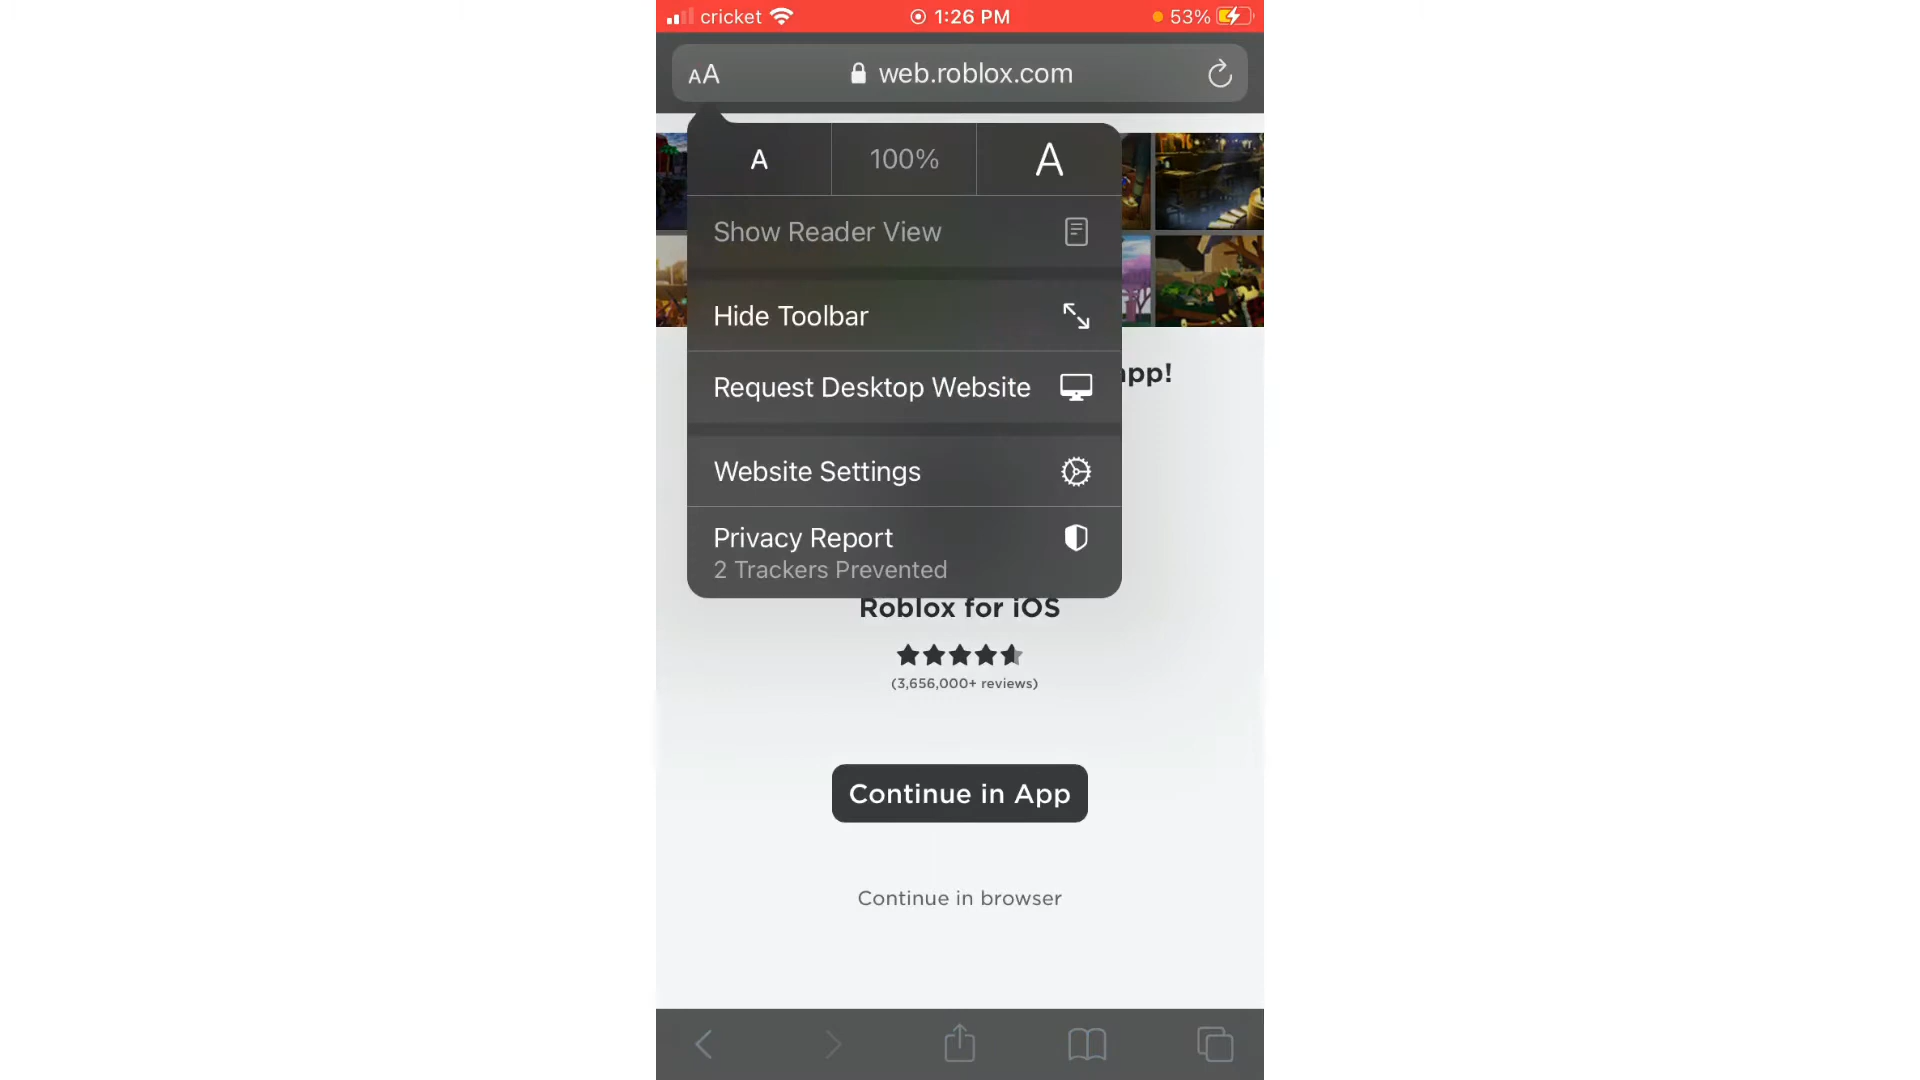 cricket
1:26 PM
53%
AA
web.roblox.com
A
100%
A
Show Reader View
Hide Toolbar
Request Desktop Website
app!
Website Settings
Privacy Report
2 Trackers Prevented
Roblox for iOS
(3,656,000+ reviews)
Continue in App
Continue in browser